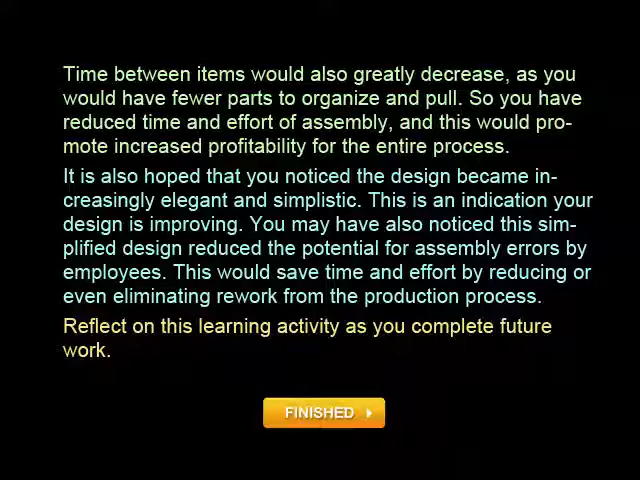 Time between items would also greatly decrease, as you
would have fewer parts to organize and pull. So you have
reduced time and effort of assembly, and this would pro-
mote increased profitability for the entire process.
It is also hoped that you noticed the design became in-
creasingly elegant and simplistic. This is an indication your
design is improving. You may have also noticed this sim-
plified design reduced the potential for assembly errors by
employees. This would save time and effort by reducing or
even eliminating rework from the production process.
Reflect on this learning activity as you complete future
work.
FINISHED